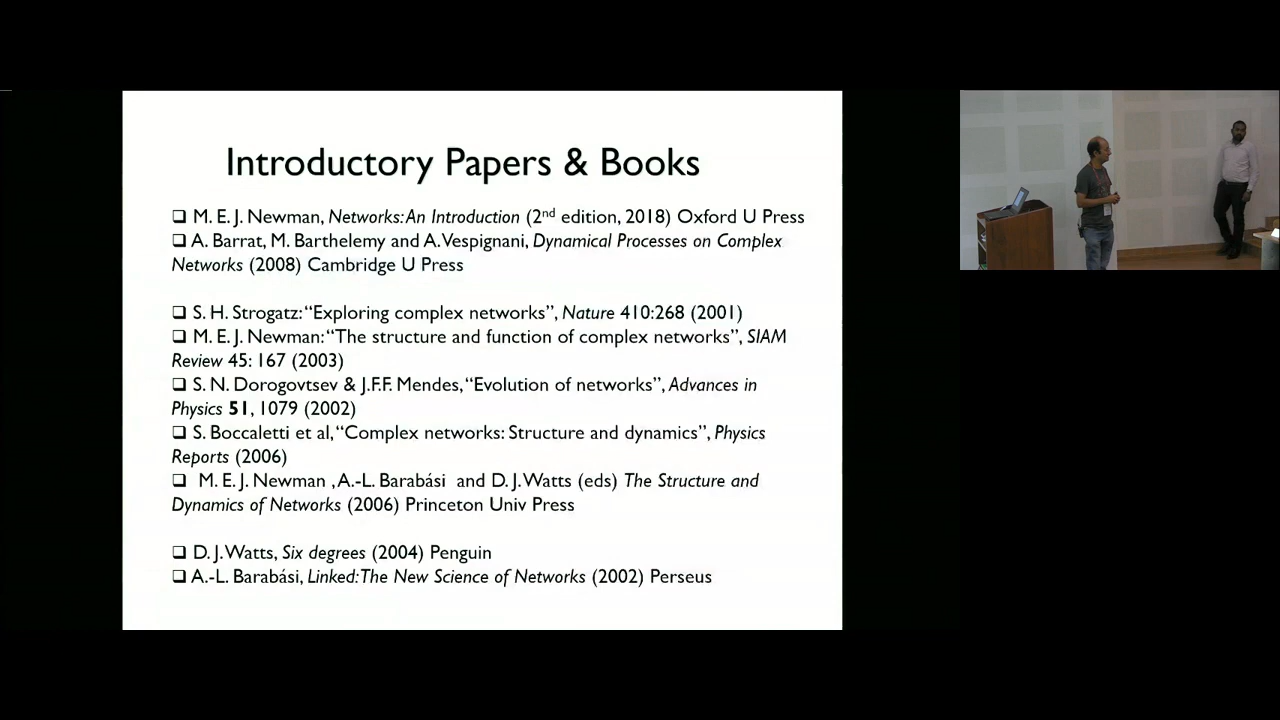 Introductory Papers & Books
❑ M. E. J. Newman, Networks: An Introduction (2nd edition, 2018) Oxford U Press
❑ A. Barrat, M. Barthelemy and A. Vespignani, Dynamical Processes on Complex
Networks (2008) Cambridge U Press
❑ S. H. Strogatz: “Exploring complex networks”, Nature 410:268 (2001)
❑ M. E. J. Newman: “The structure and function of complex networks”, SIAM
Review 45: 167 (2003)
❑ S. N. Dorogovtsev & J.F.F. Mendes, “Evolution of networks”, Advances in
Physics 51, 1079 (2002)
❑ S. Boccaletti et al, “Complex networks: Structure and dynamics”, Physics
Reports (2006)
❑ M. E. J. Newman , A.-L. Barabási and D. J. Watts (eds) The Structure and
Dynamics of Networks (2006) Princeton Univ Press
❑ D. J. Watts, Six degrees (2004) Penguin
❑ A.-L. Barabási, Linked: The New Science of Networks (2002) Perseus